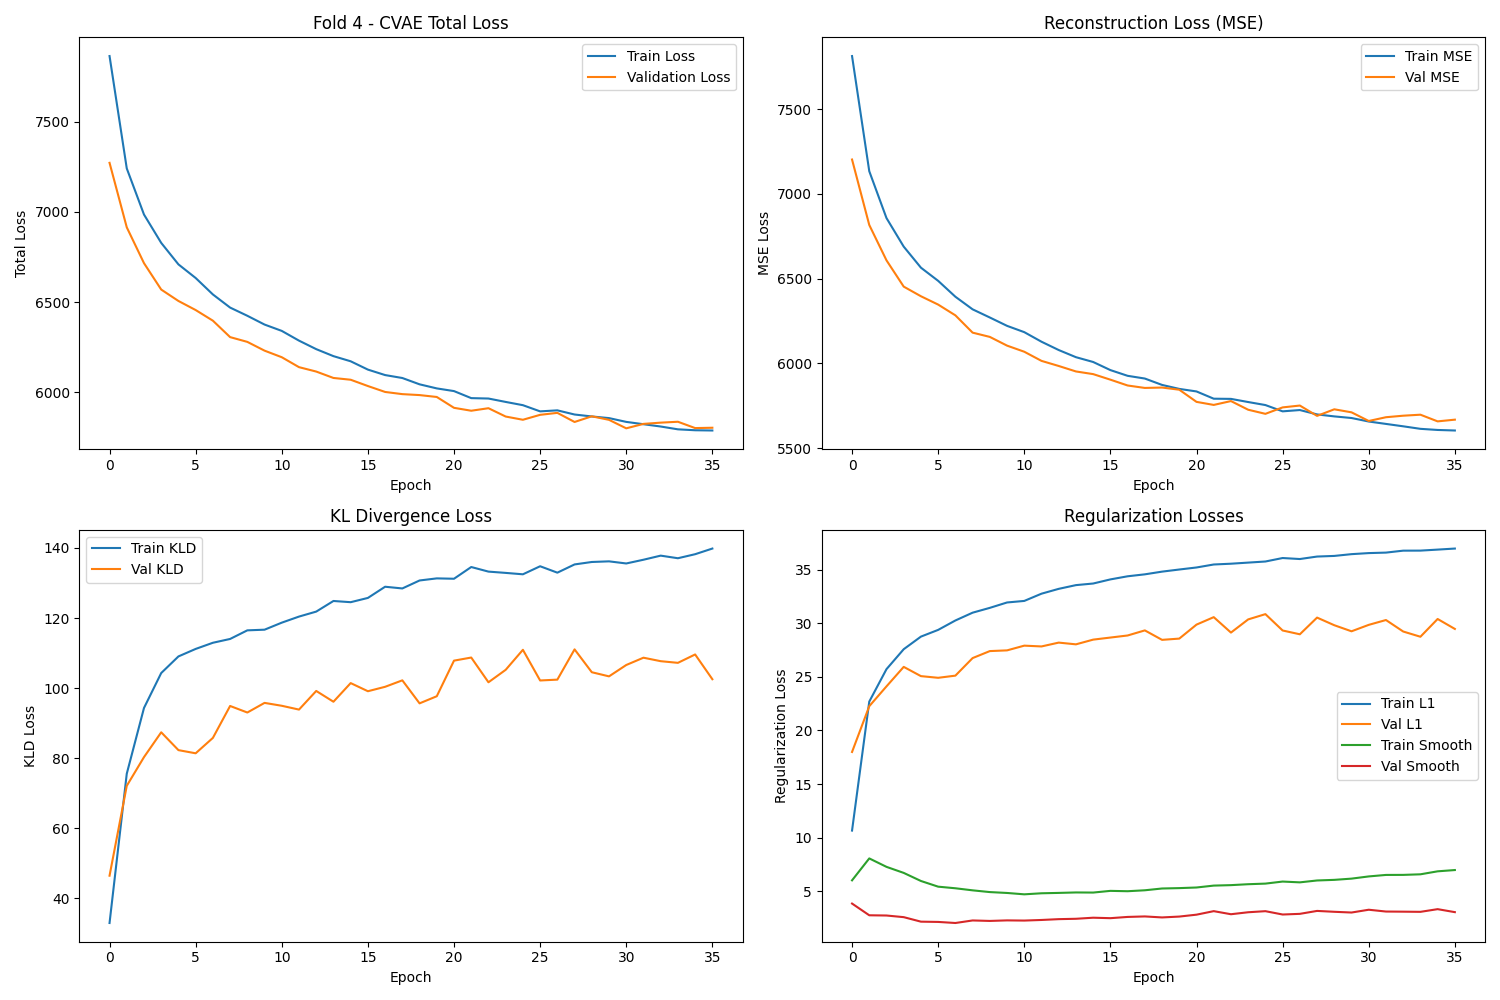 Fold 4 - CVAE Total Loss
Train Loss
Validation Loss
7500
7000
6500
6000
Total Loss
0 5 10 15 20 25 30 35
Epoch
Reconstruction Loss (MSE)
Train MSE
Val MSE
7500
7000
6500
6000
5500
MSE Loss
0 5 10 15 20 25 30 35
Epoch
KL Divergence Loss
Train KLD
Val KLD
140
120
100
80
60
40
KLD Loss
0 5 10 15 20 25 30 35
Epoch
Regularization Losses
Train L1
Val L1
Train Smooth
Val Smooth
35
30
25
20
15
10
5
Regularization Loss
0 5 10 15 20 25 30 35
Epoch